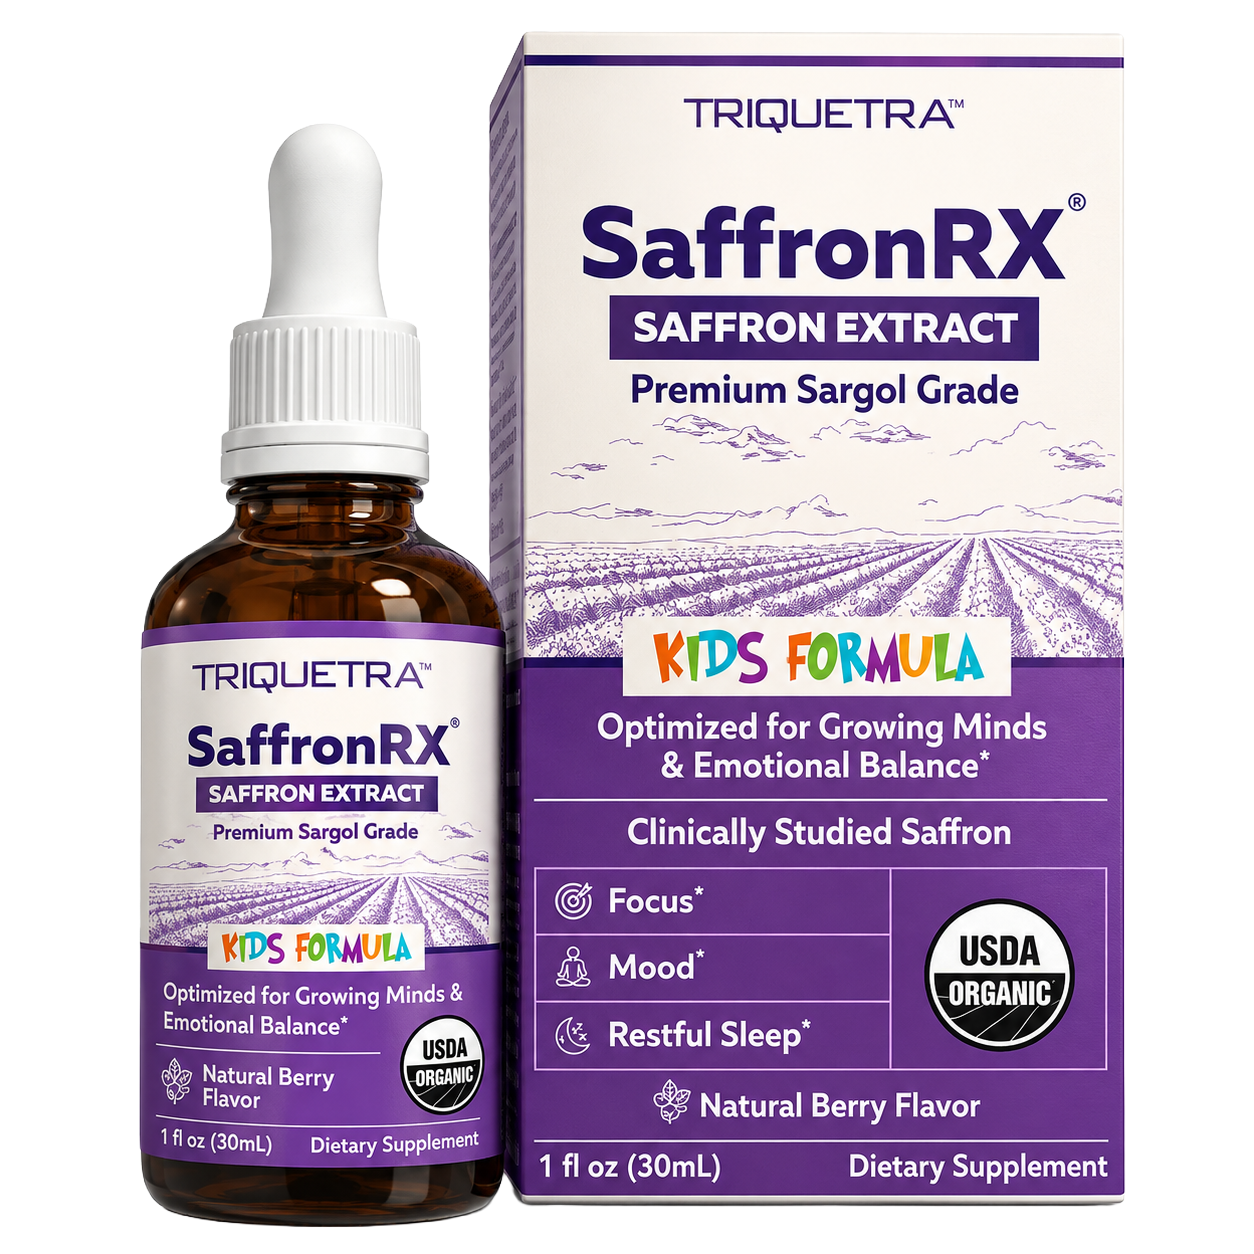 TRIQUETRA™
SaffronRX®
SAFFRON EXTRACT
Premium Sargol Grade
KIDS FORMULA
Optimized for Growing Minds &
Emotional Balance*
Natural Berry
Flavor
USDA
ORGANIC
1 fl oz (30mL) Dietary Supplement
TRIQUETRA™
SaffronRX®
SAFFRON EXTRACT
Premium Sargol Grade
KIDS FORMULA
Optimized for Growing Minds
& Emotional Balance*
Clinically Studied Saffron
Focus*
Mood*
Restful Sleep*
USDA
ORGANIC
Natural Berry Flavor
1 fl oz (30mL) Dietary Supplement